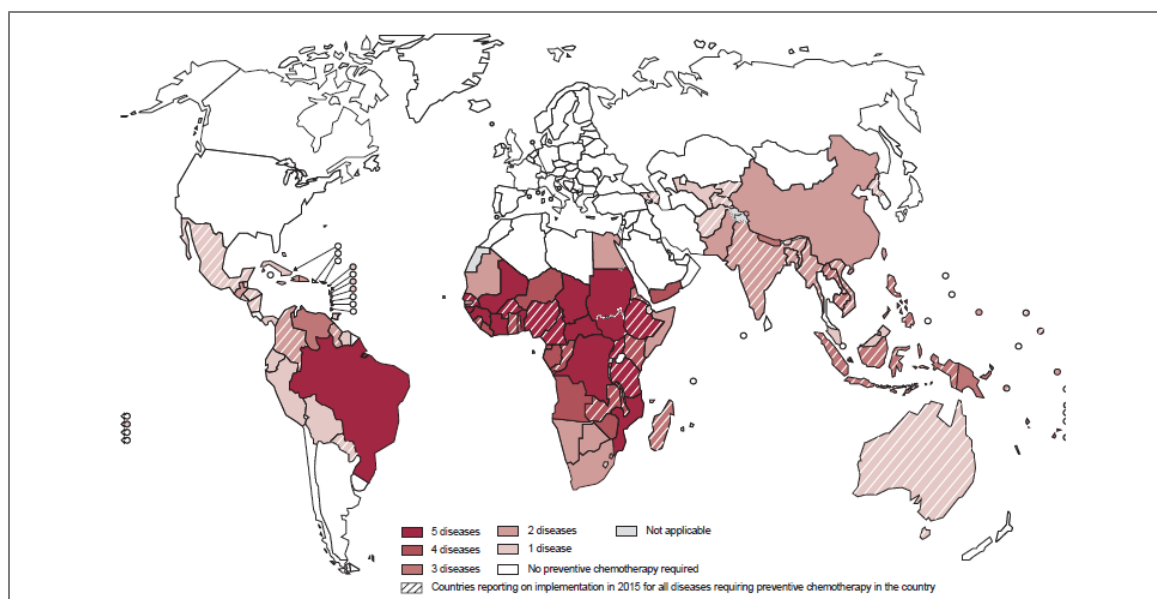 5 diseases
2 diseases
Not applicable
4 diseases
1 disease
3 diseases
No preventive chemotherapy required
Countries reporting on implementation in 2015 for all diseases requiring preventive chemotherapy in the country